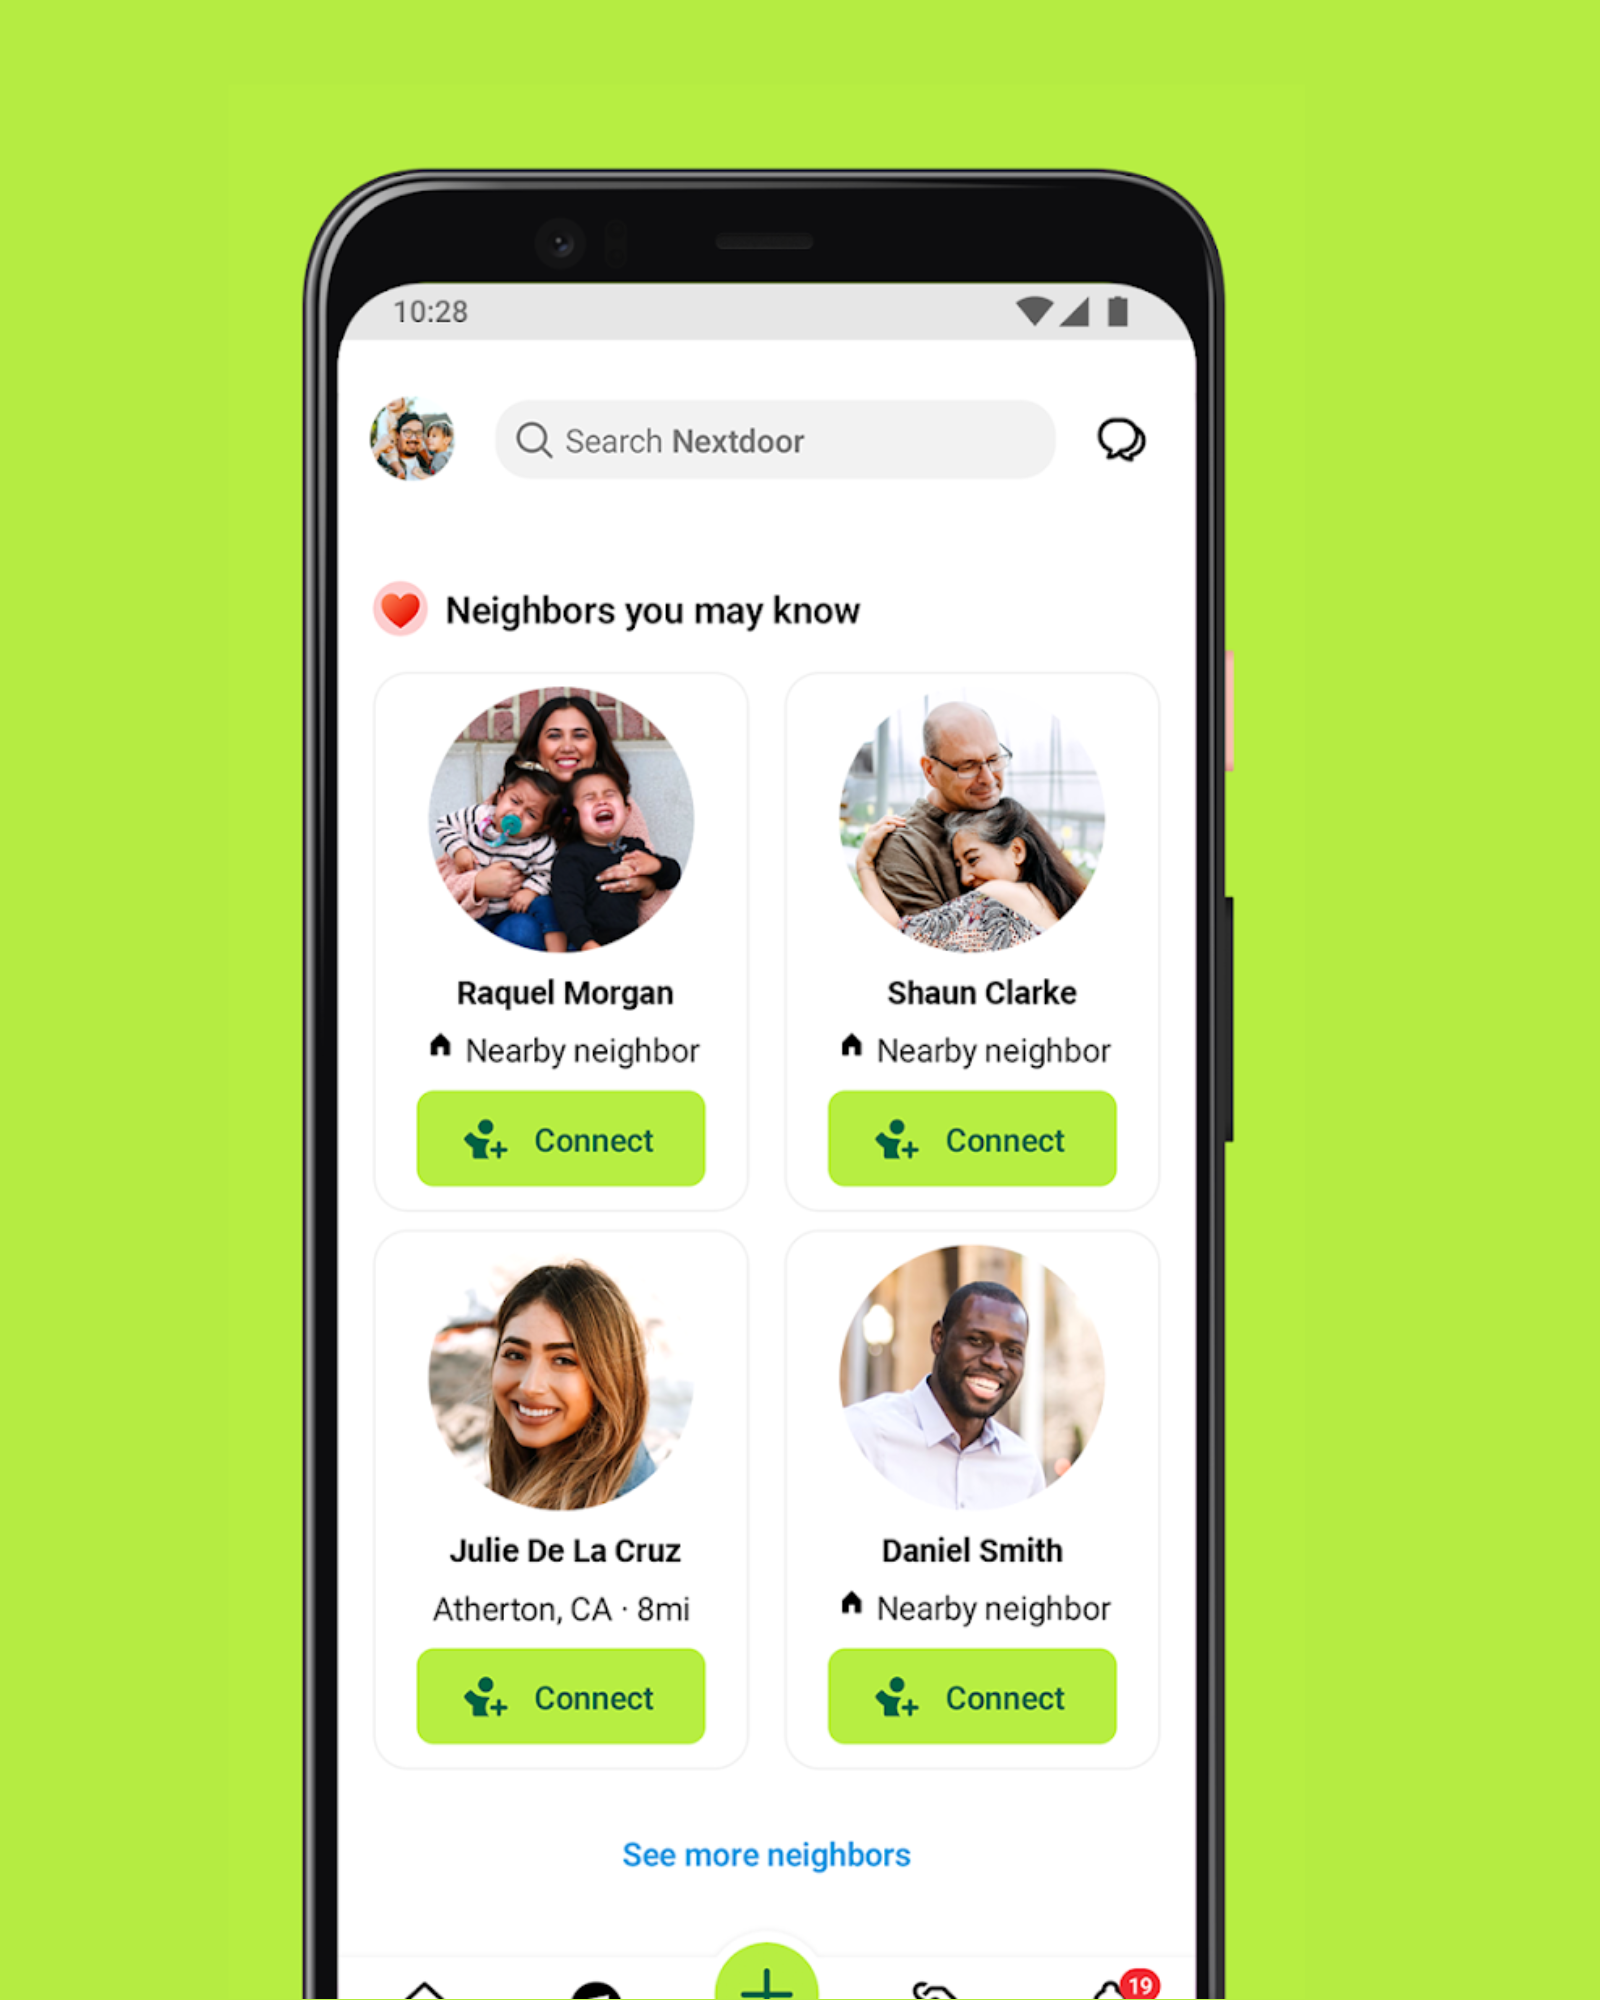 10:28
Search Nextdoor
Neighbors you may know
Raquel Morgan
Nearby neighbor
Connect
Shaun Clarke
Nearby neighbor
Connect
Julie De La Cruz
Atherton, CA · 8mi
Connect
Daniel Smith
Nearby neighbor
Connect
See more neighbors
19